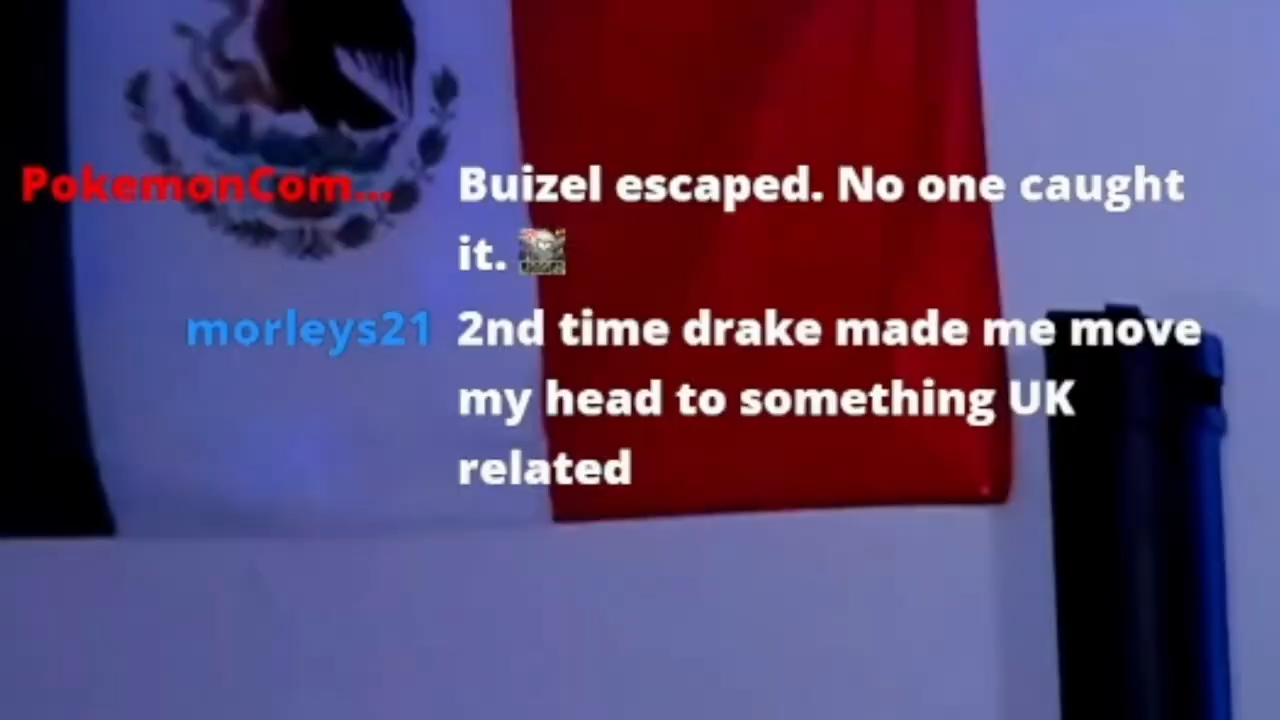 PokemonCom... Buizel escaped. No one caught
it.
morleys21 2nd time drake made me move
my head to something UK
related